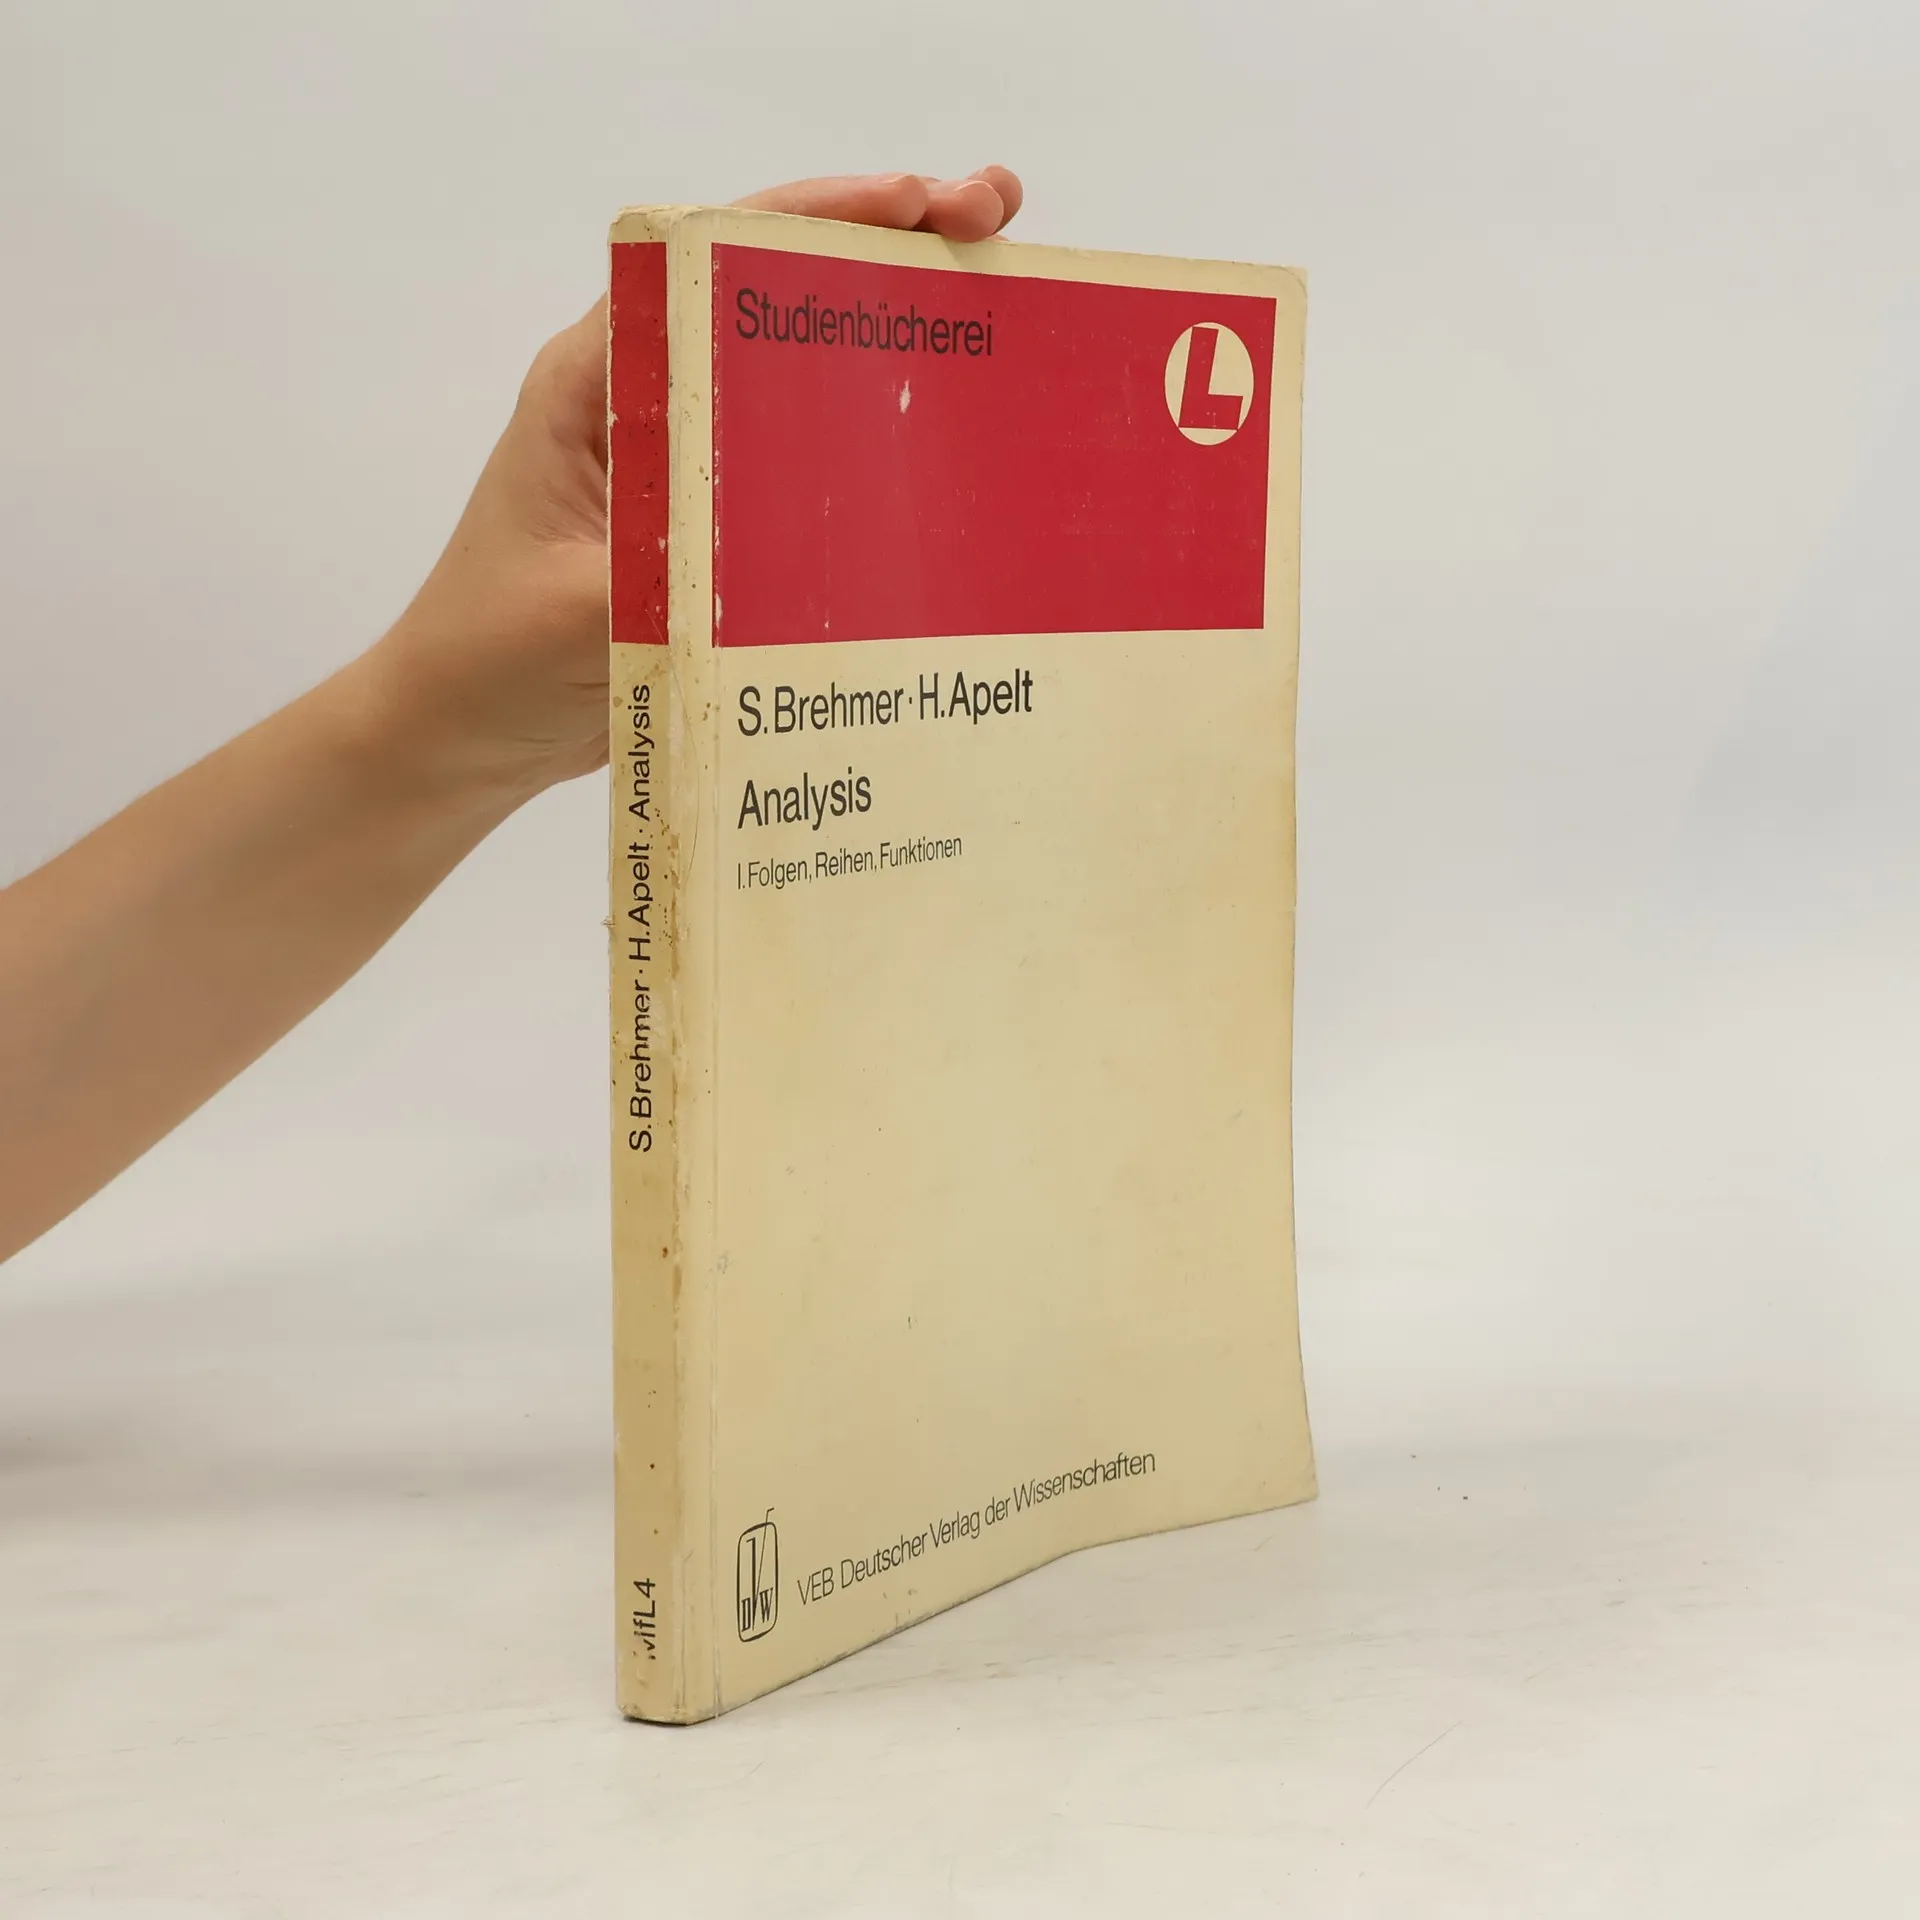 Studienbücherei
L
S. Brehmer · H. Apelt
Analysis
I. Folgen, Reihen, Funktionen
VEB Deutscher Verlag der Wissenschaften
DVW
S. Brehmer · H. Apelt · Analysis
MfL 4